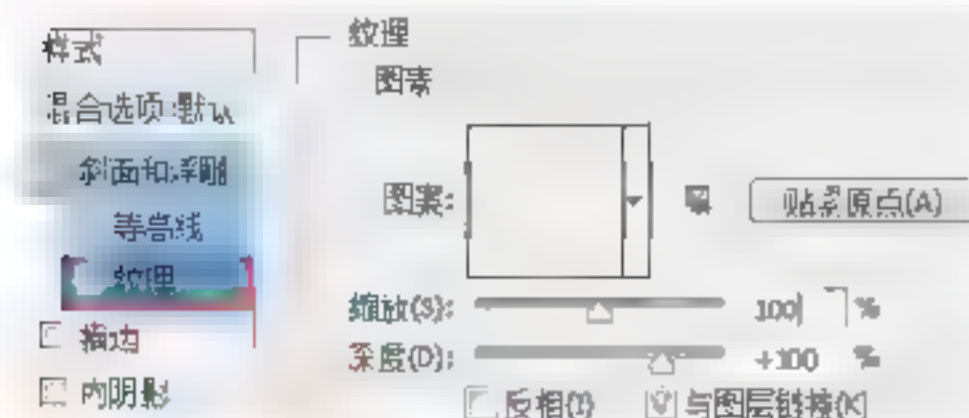 样式
混合选项:默认
斜面和浮雕
等高线
纹理
描边
内阴影
纹理
图素
图案:
贴紧原点(A)
缩放(S): 100 %
深度(D): +100 %
反相(I) 与图层链接(K)